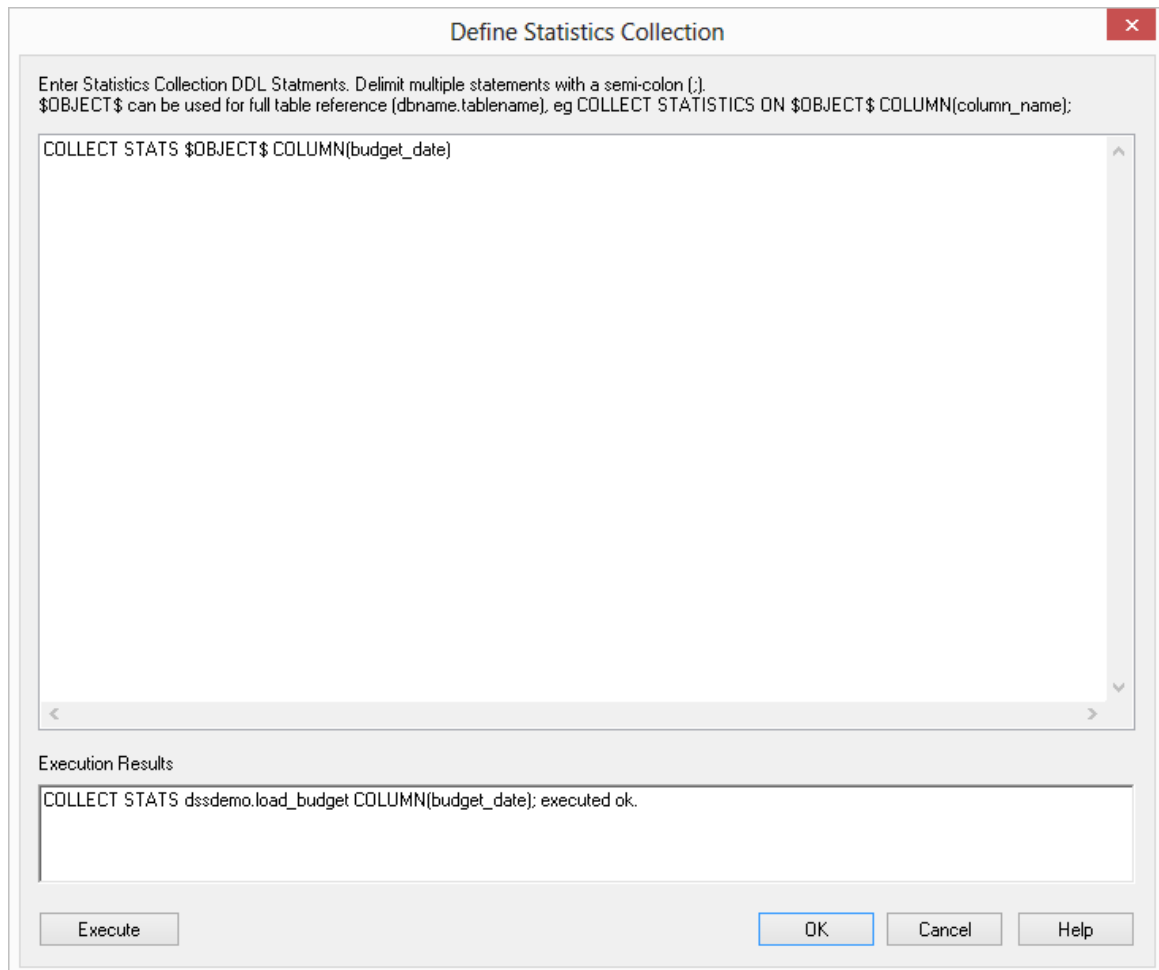 Define Statistics Collection
Enter Statistics Collection DDL Statments. Delimit multiple statements with a semi-colon (;).
$OBJECT$ can be used for full table reference (dbname.tablename), eg COLLECT STATISTICS ON $OBJECT$ COLUMN(column_name);
COLLECT STATS $OBJECT$ COLUMN(budget_date)
Execution Results
COLLECT STATS dssdemo.load_budget COLUMN(budget_date); executed ok.
Execute
OK
Cancel
Help